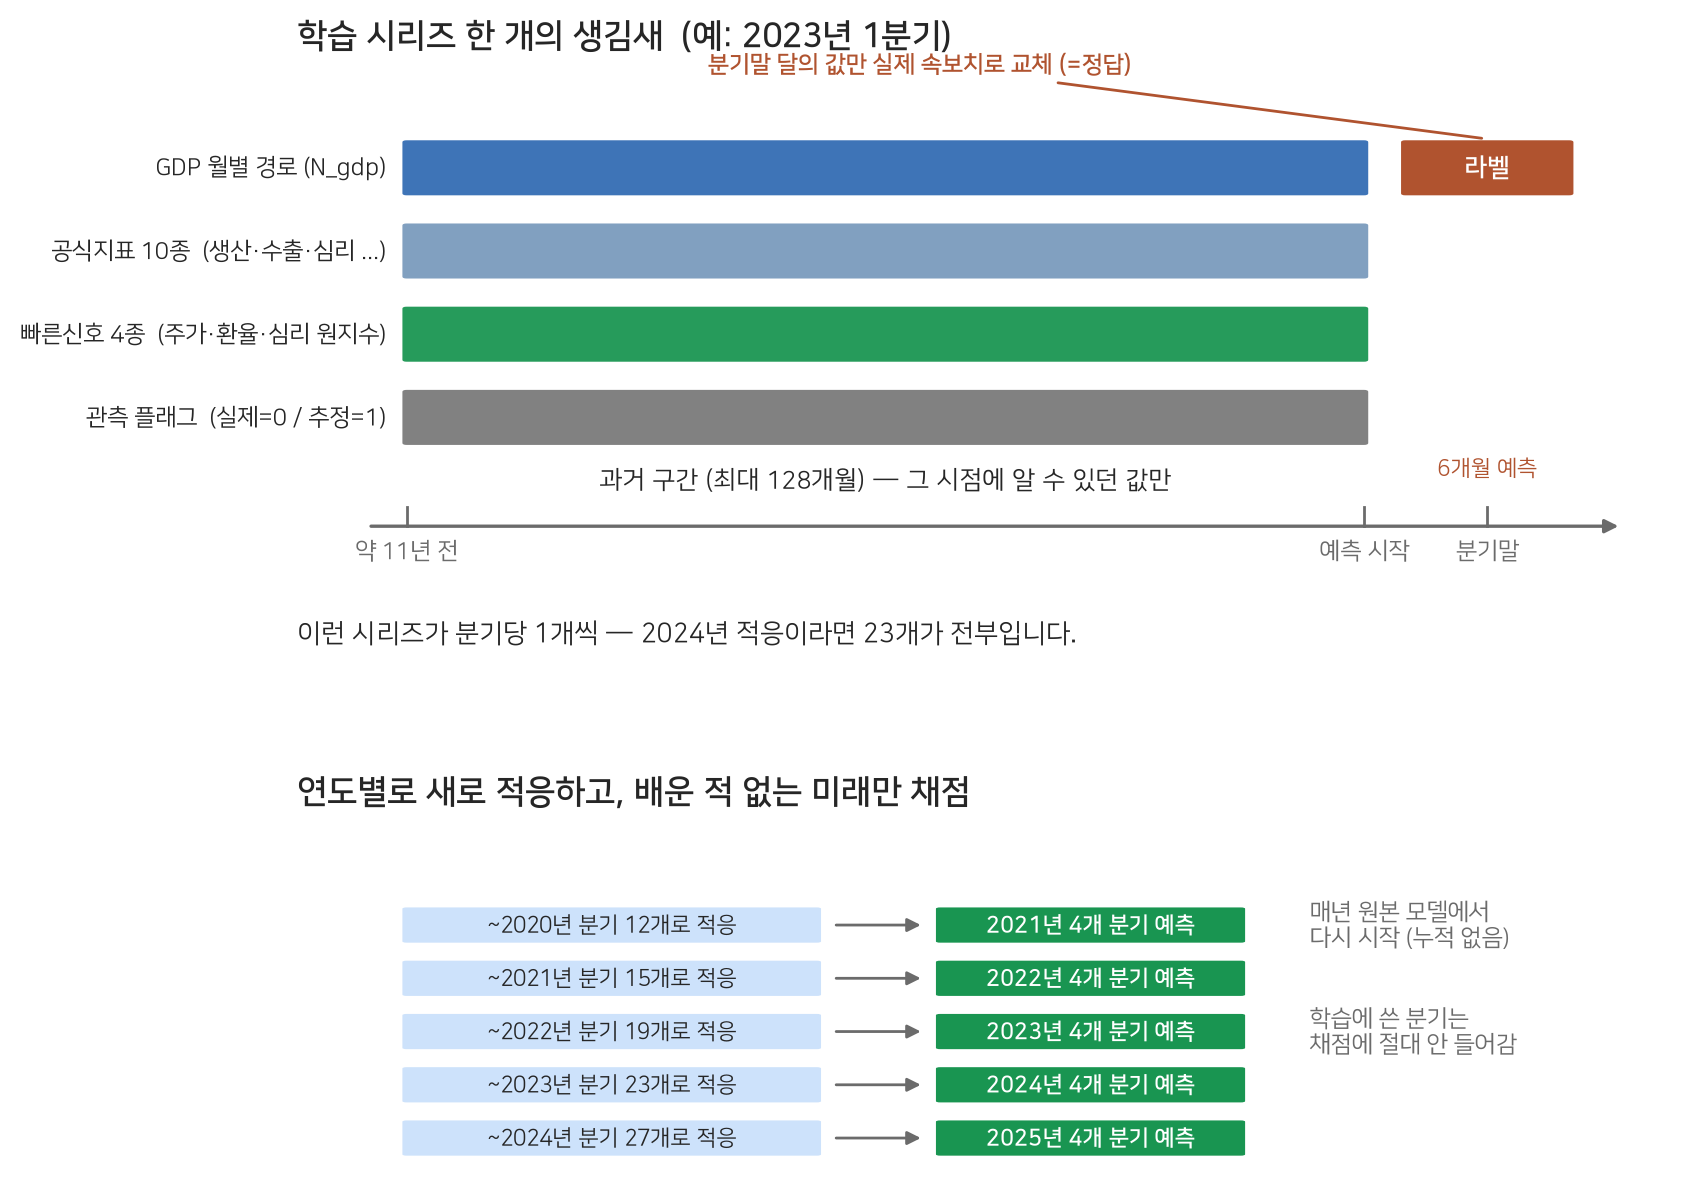 학습 시리즈 한 개의 생김새 (예: 2023년 1분기)
분기말 달의 값만 실제 속보치로 교체 (=정답)
GDP 월별 경로 (N_gdp)
라벨
공식지표 10종 (생산·수출·심리 ...)
빠른신호 4종 (주가·환율·심리 원지수)
관측 플래그 (실제=0 / 추정=1)
과거 구간 (최대 128개월) — 그 시점에 알 수 있던 값만
6개월 예측
약 11년 전
예측 시작
분기말
이런 시리즈가 분기당 1개씩 — 2024년 적응이라면 23개가 전부입니다.
연도별로 새로 적응하고, 배운 적 없는 미래만 채점
~2020년 분기 12개로 적응
2021년 4개 분기 예측
매년 원본 모델에서
다시 시작 (누적 없음)
~2021년 분기 15개로 적응
2022년 4개 분기 예측
~2022년 분기 19개로 적응
2023년 4개 분기 예측
학습에 쓴 분기는
채점에 절대 안 들어감
~2023년 분기 23개로 적응
2024년 4개 분기 예측
~2024년 분기 27개로 적응
2025년 4개 분기 예측